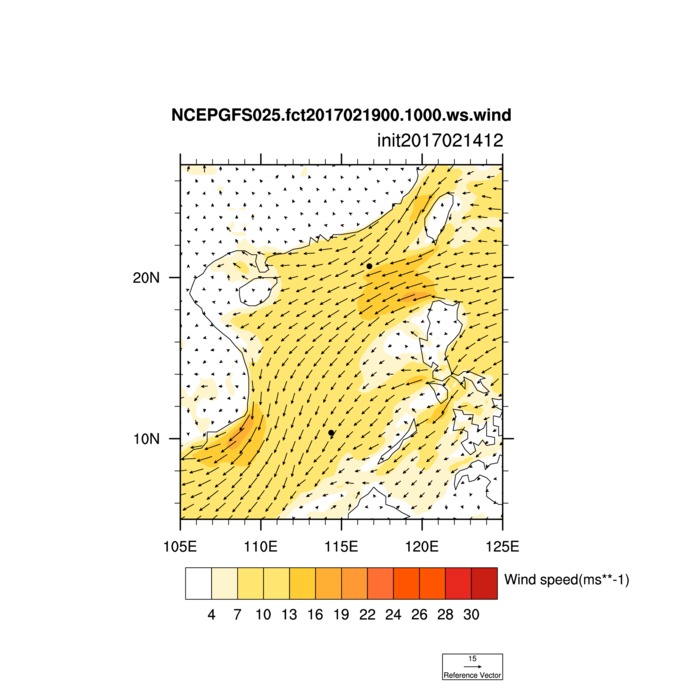 NCEPGFS025.fct2017021900.1000.ws.wind
init2017021412
20N
10N
105E 110E 115E 120E 125E
Wind speed(ms**-1)
4 7 10 13 16 19 22 24 26 28 30
15
Reference Vector